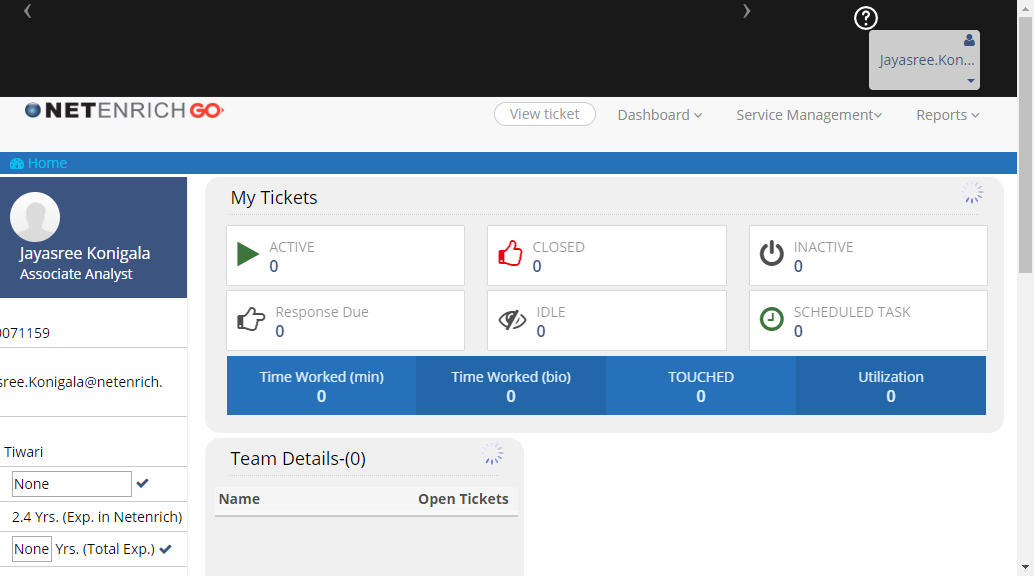 Jayasree.Kon...
NETENRICH GO
View ticket
Dashboard
Service Management
Reports
Home
Jayasree Konigala
Associate Analyst
0071159
sree.Konigala@netenrich.
Tiwari
None
2.4 Yrs. (Exp. in Netenrich)
None Yrs. (Total Exp.)
My Tickets
ACTIVE
0
CLOSED
0
INACTIVE
0
Response Due
0
IDLE
0
SCHEDULED TASK
0
Time Worked (min)
0
Time Worked (bio)
0
TOUCHED
0
Utilization
0
Team Details-(0)
Name Open Tickets